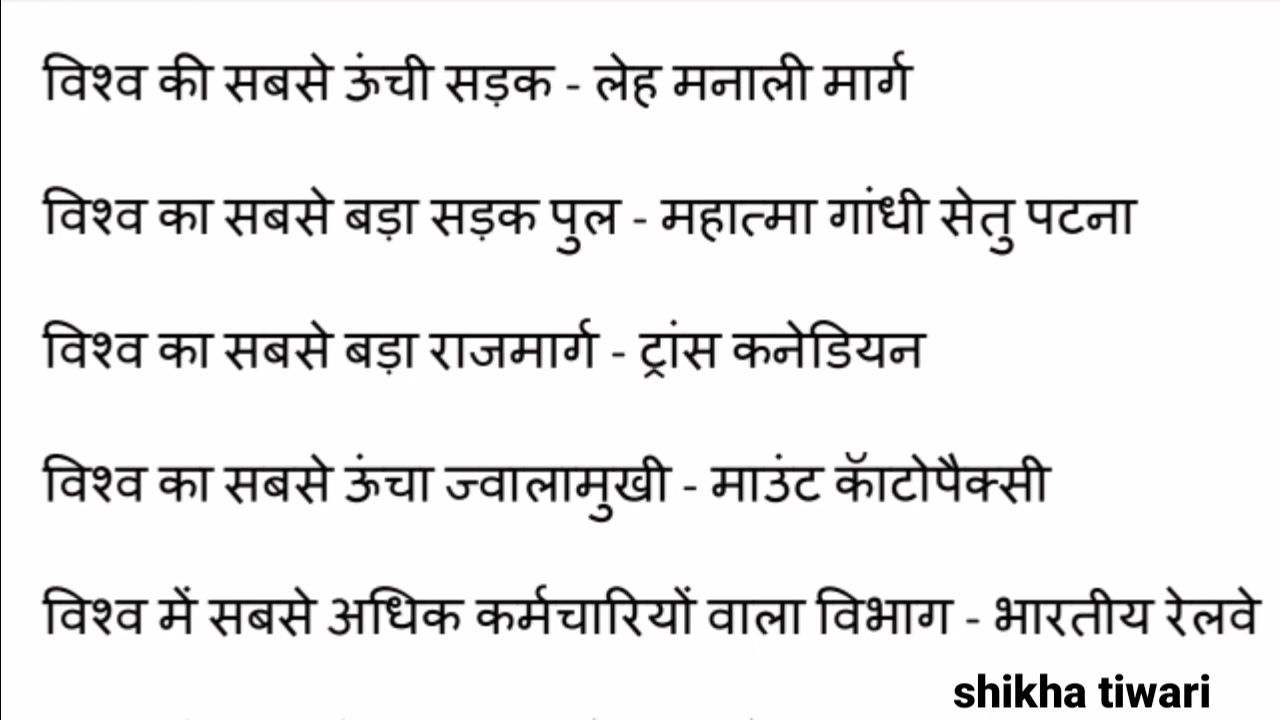 विश्व की सबसे ऊंची सड़क - लेह मनाली मार्ग
विश्व का सबसे बड़ा सड़क पुल - महात्मा गांधी सेतु पटना
विश्व का सबसे बड़ा राजमार्ग - ट्रांस कनेडियन
विश्व का सबसे ऊंचा ज्वालामुखी - माउंट कॅाटोपैक्सी
विश्व में सबसे अधिक कर्मचारियों वाला विभाग - भारतीय रेलवे
shikha tiwari